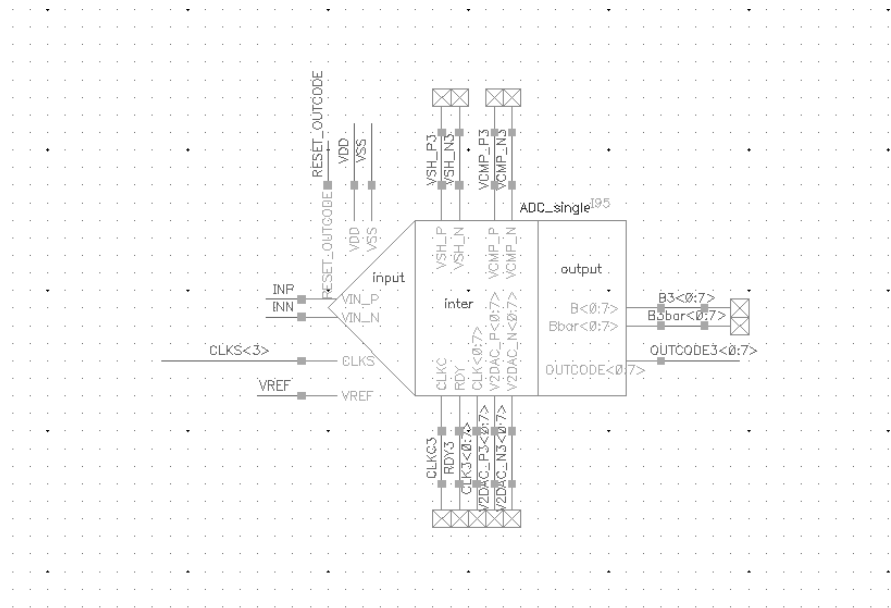 RESET_OUTCODE
VDD
VSS
VSH_P3
VSH_N3
VCMP_P3
VCMP_N3
ADC_single
I95
RESET_OUTCODE
VDD
VSS
VSH_P
VSH_N
VCMP_P
VCMP_N
input
output
inter
INP
VIN_P
INN
VIN_N
B<0:7>
B3<0:7>
Bbar<0:7>
B3bar<0:7>
CLKS<3>
CLKS
OUTCODE<0:7>
OUTCODE3<0:7>
VREF
VREF
CLKC
RDY
CLK<0:7>
V2DAC_P<0:7>
V2DAC_N<0:7>
CLKC3
RDY3
CLK3<0:7>
V2DAC_P3<0:7>
V2DAC_N3<0:7>